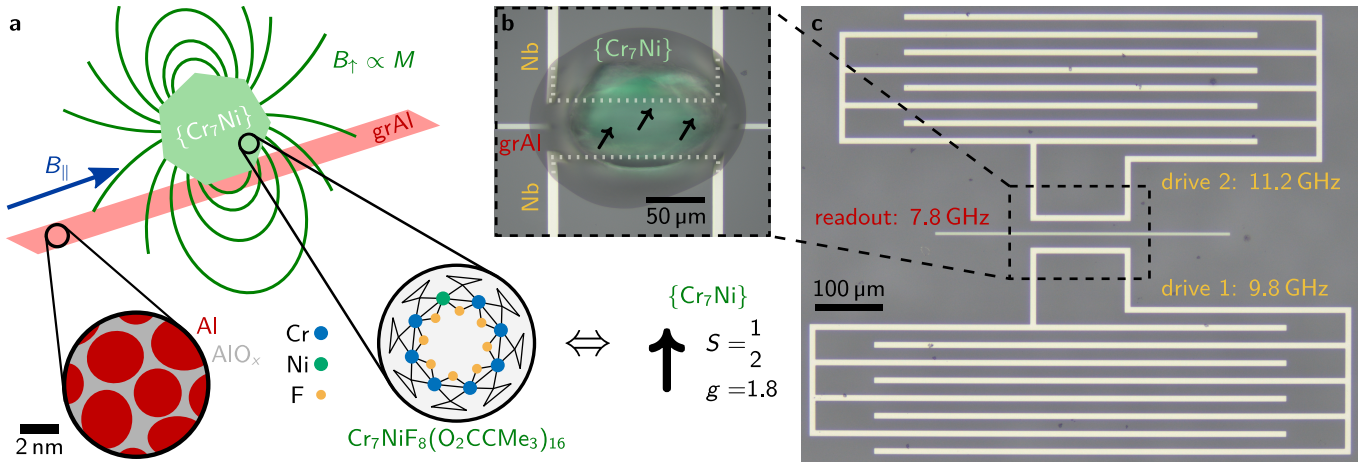 a
{Cr₇Ni}
B↑ ∝ M
grAl
B∥
Al
AlOₓ
2 nm
Cr
Ni
F
Cr₇NiF₈(O₂CCMe₃)₁₆
⇔
{Cr₇Ni}
S = 1/2
g = 1.8
b
Nb
{Cr₇Ni}
grAl
Nb
50 µm
c
drive 2: 11.2 GHz
readout: 7.8 GHz
100 µm
drive 1: 9.8 GHz